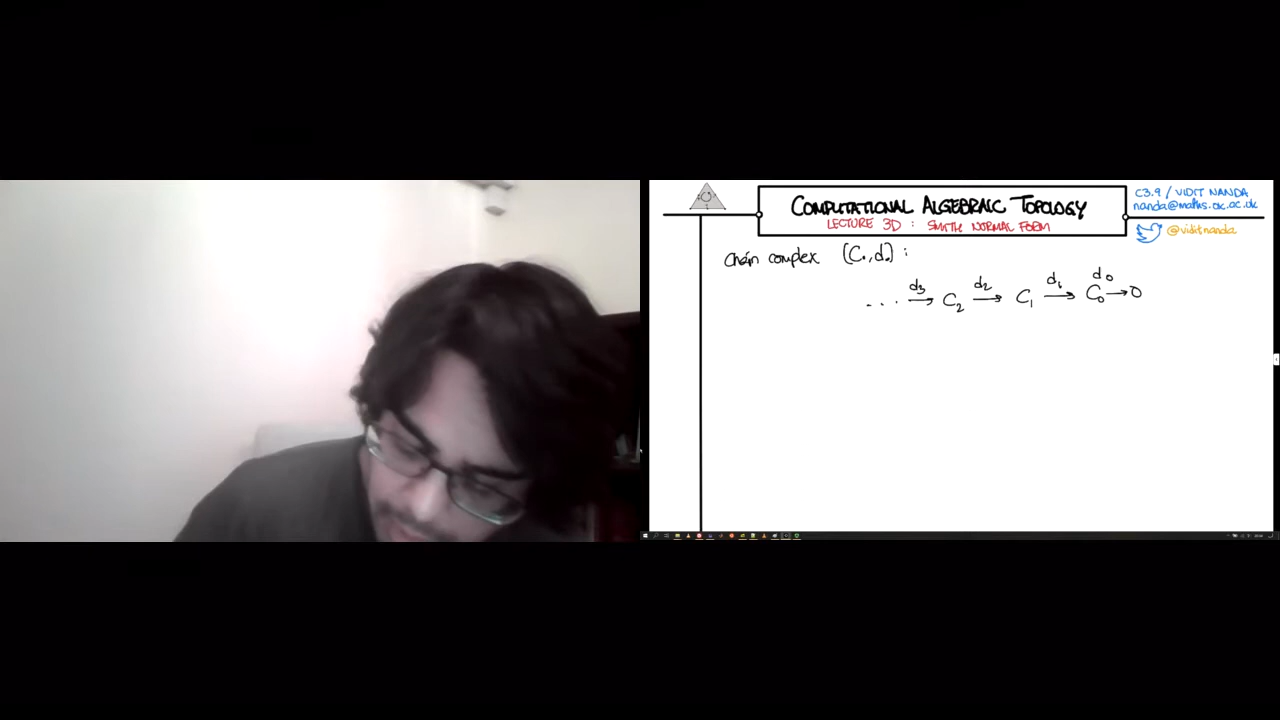 COMPUTATIONAL ALGEBRAIC TOPOLOGY
LECTURE 3D : SMITH NORMAL FORM
C3.9 / VIDIT NANDA
nanda@maths.ox.ac.uk
@viditnanda
Chain complex (C., d.) :
... d3→ C2 d2→ C1 d1→ C0 d0→ 0